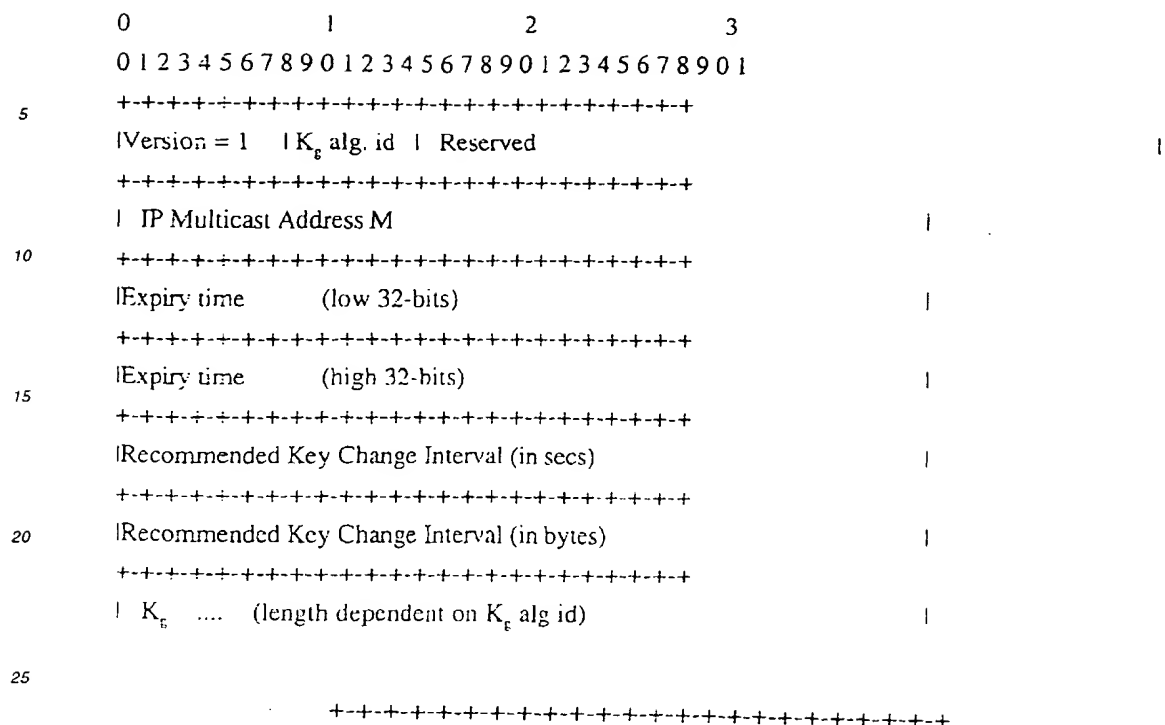 0 1 2 3
0 1 2 3 4 5 6 7 8 9 0 1 2 3 4 5 6 7 8 9 0 1 2 3 4 5 6 7 8 9 0 1
5 +-+-+-+-+-+-+-+-+-+-+-+-+-+-+-+-+-+-+-+-+-+-+-+-+-+-+-+-+
|Version = 1 | Kg alg. id | Reserved |
+-+-+-+-+-+-+-+-+-+-+-+-+-+-+-+-+-+-+-+-+-+-+-+-+-+-+-+-+
| IP Multicast Address M |
10 +-+-+-+-+-+-+-+-+-+-+-+-+-+-+-+-+-+-+-+-+-+-+-+-+-+-+-+-+
|Expiry time (low 32-bits) |
+-+-+-+-+-+-+-+-+-+-+-+-+-+-+-+-+-+-+-+-+-+-+-+-+-+-+-+-+
|Expiry time (high 32-bits) |
15 +-+-+-+-+-+-+-+-+-+-+-+-+-+-+-+-+-+-+-+-+-+-+-+-+-+-+-+-+
|Recommended Key Change Interval (in secs) |
+-+-+-+-+-+-+-+-+-+-+-+-+-+-+-+-+-+-+-+-+-+-+-+-+-+-+-+-+
20 |Recommended Key Change Interval (in bytes) |
+-+-+-+-+-+-+-+-+-+-+-+-+-+-+-+-+-+-+-+-+-+-+-+-+-+-+-+-+
| Kg .... (length dependent on Kg alg id) |
25
+-+-+-+-+-+-+-+-+-+-+-+-+-+-+-+-+-+-+-+-+-+-+-+-+-+-+-+-+-+-+